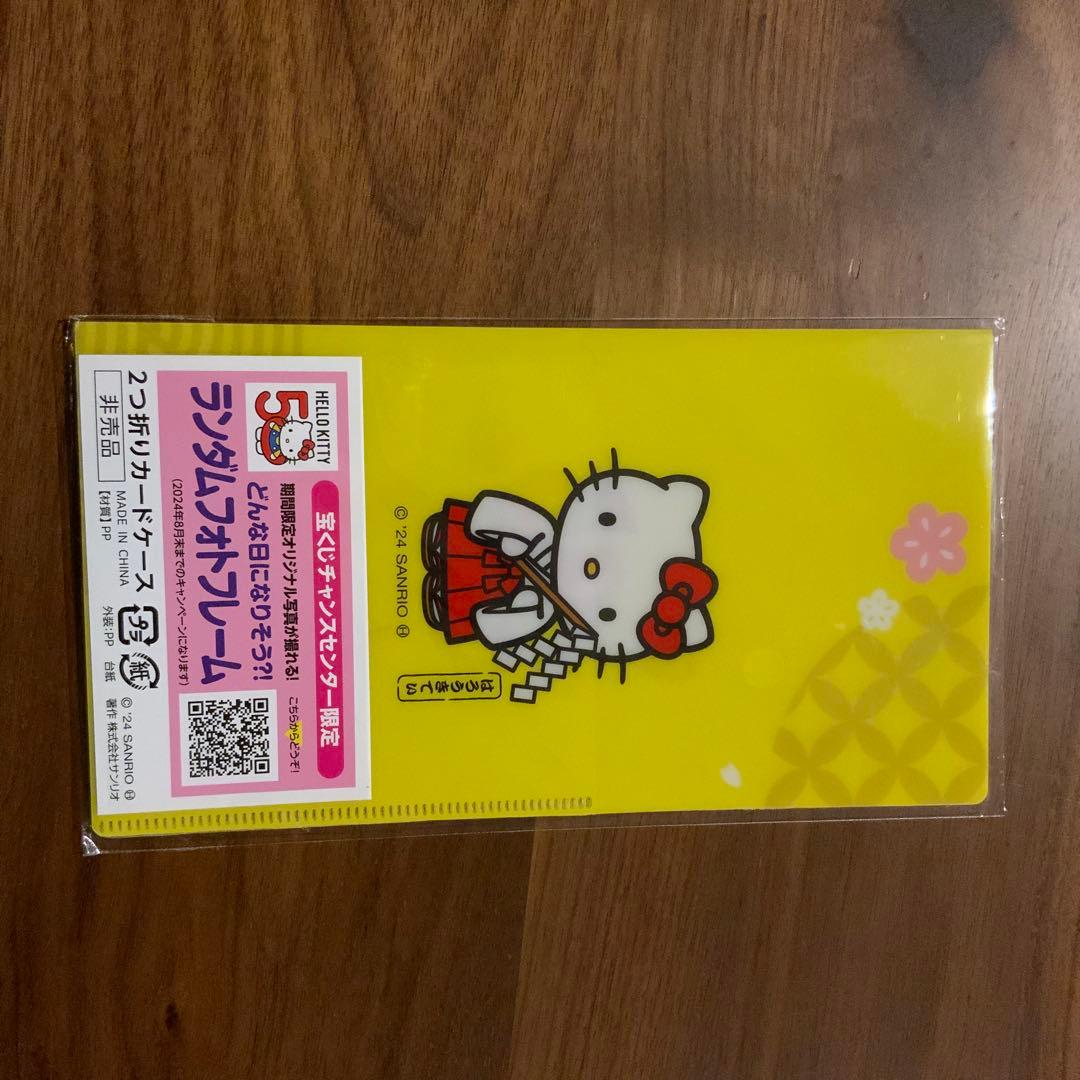 HELLO KITTY
50
宝くじチャンスセンター限定
期間限定オリジナル写真が撮れる!
こちらからどうぞ!
どんな日になりそう?!
ランダムフォトフレーム
(2024年8月末までのキャンペーンになります)
2つ折りカードケース
非売品
MADE IN CHINA
【材質】PP
プラ
外装:PP
紙
台紙
© '24 SANRIO Ⓗ
著作 株式会社サンリオ
はろうきてぃ
© '24 SANRIO Ⓗ